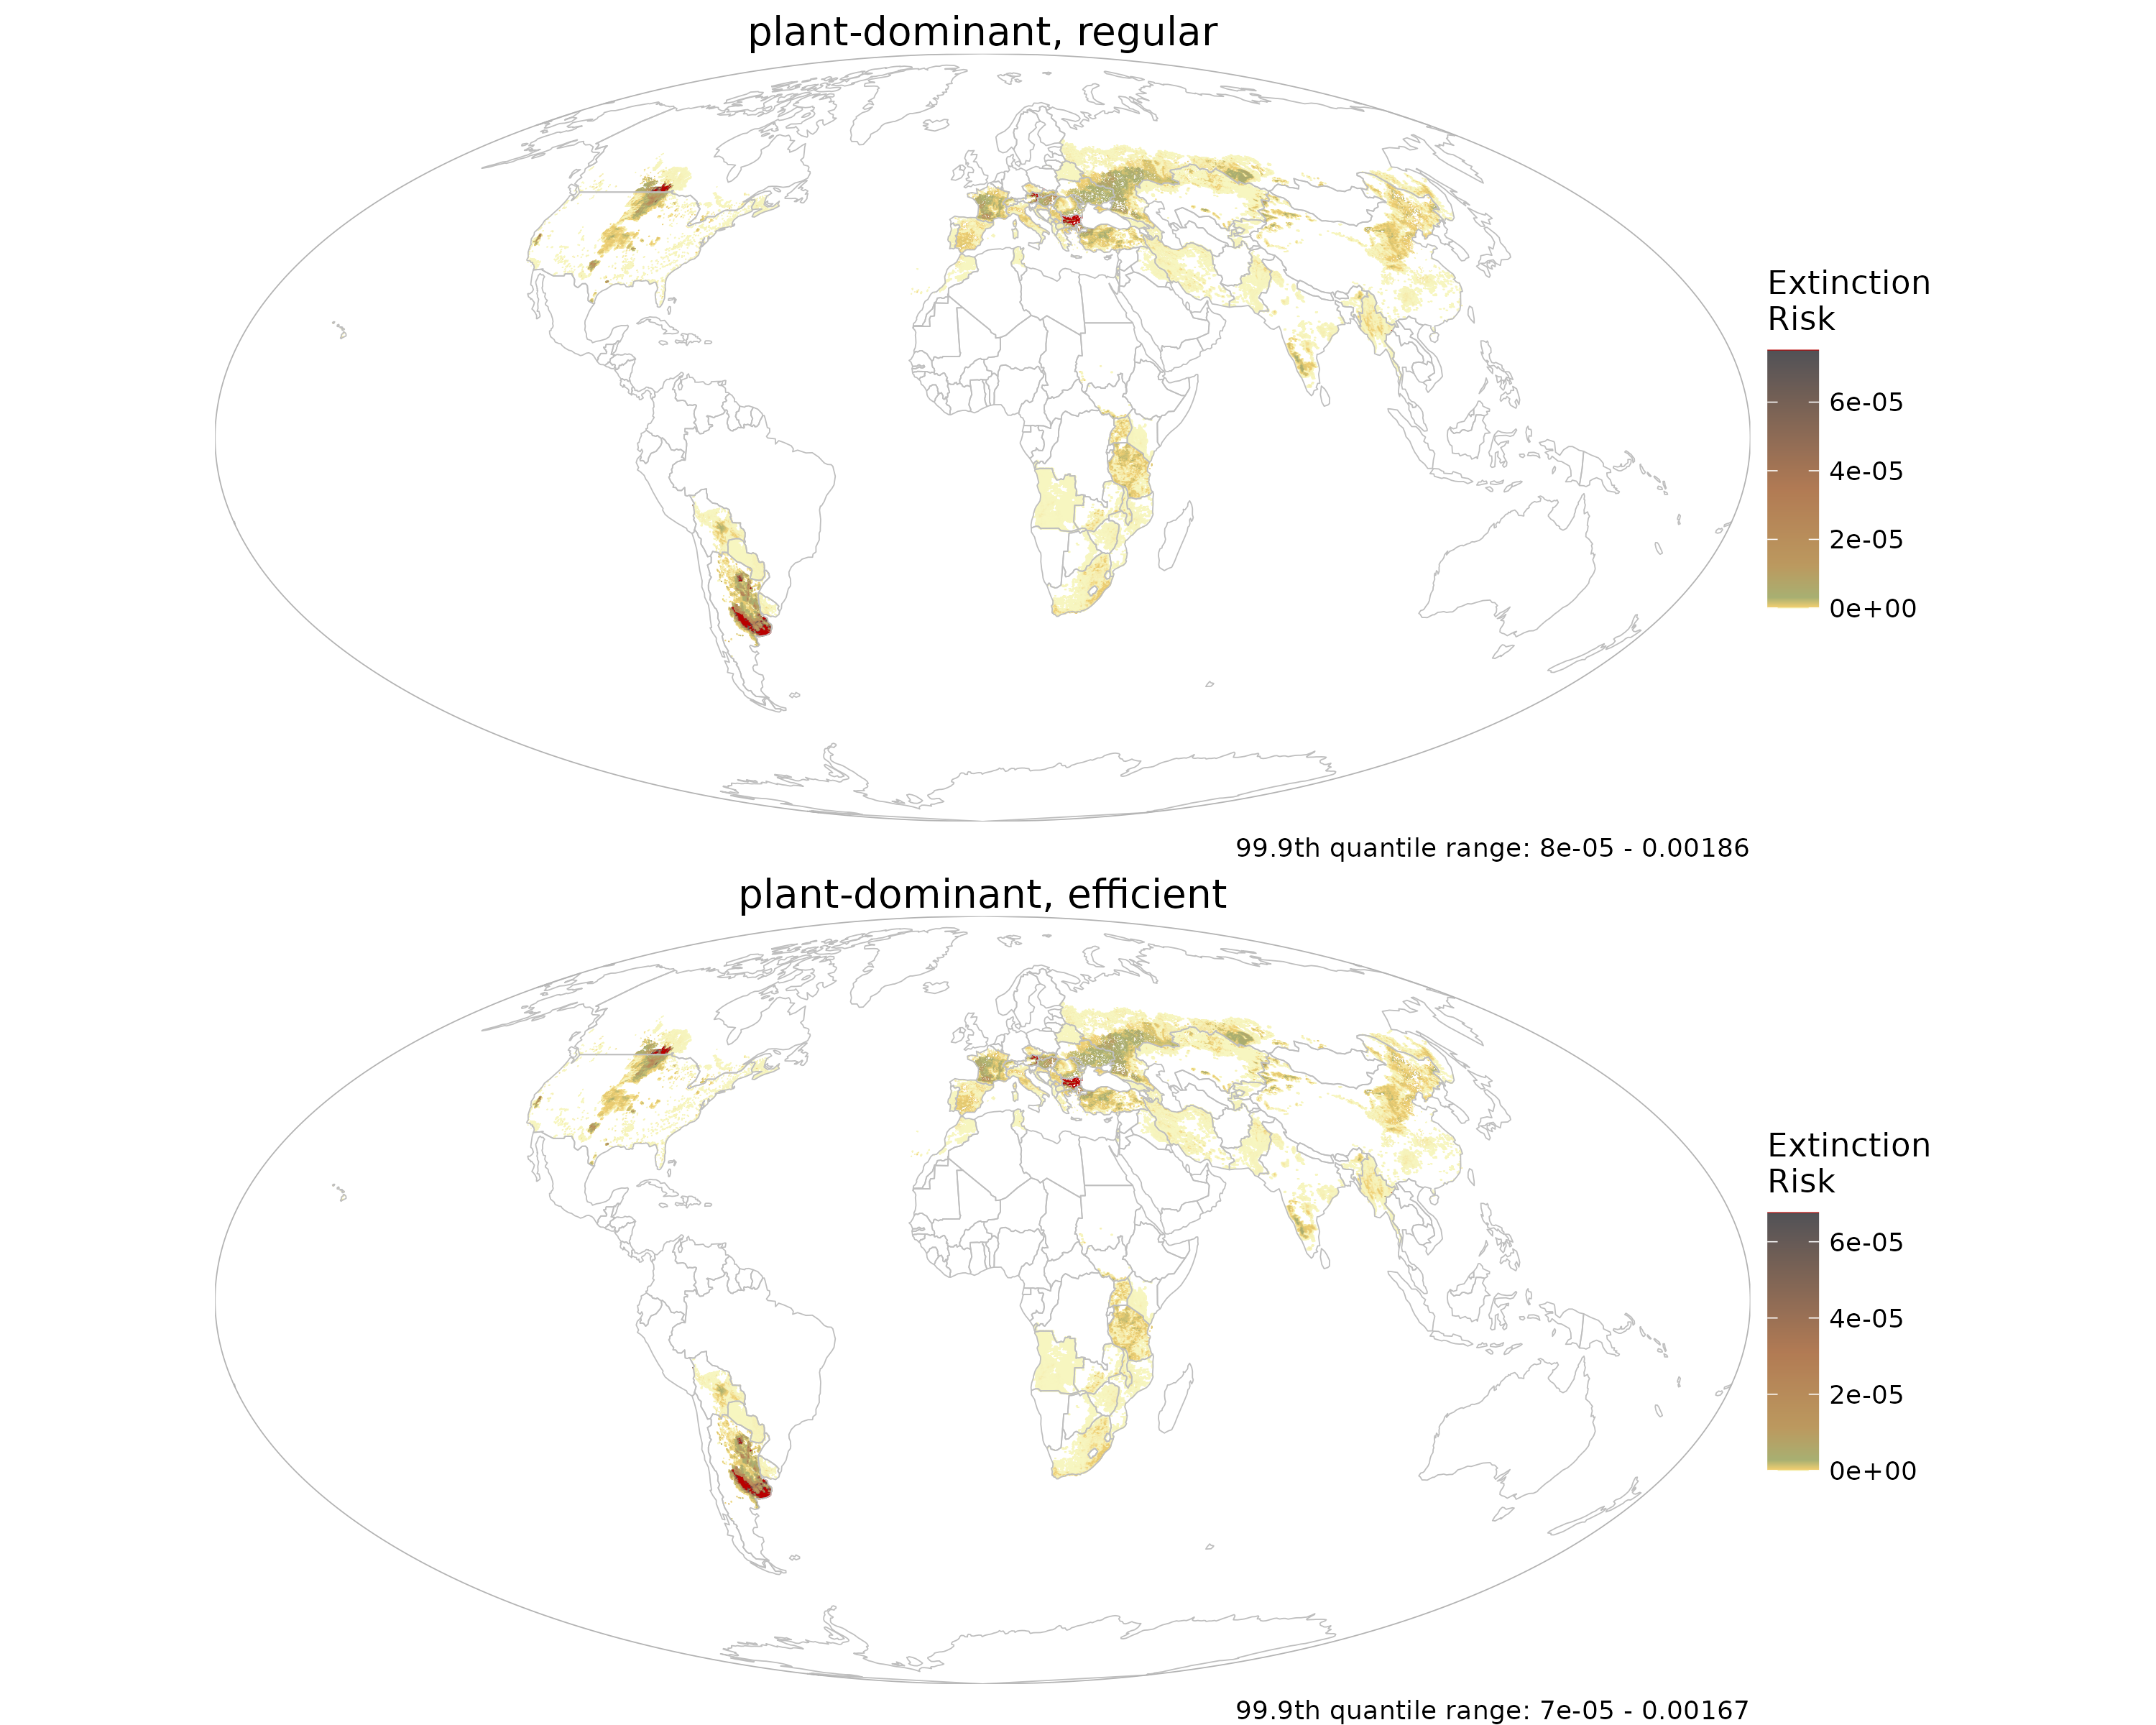 plant-dominant, regular
Extinction
Risk
6e-05
4e-05
2e-05
0e+00
99.9th quantile range: 8e-05 - 0.00186
plant-dominant, efficient
Extinction
Risk
6e-05
4e-05
2e-05
0e+00
99.9th quantile range: 7e-05 - 0.00167